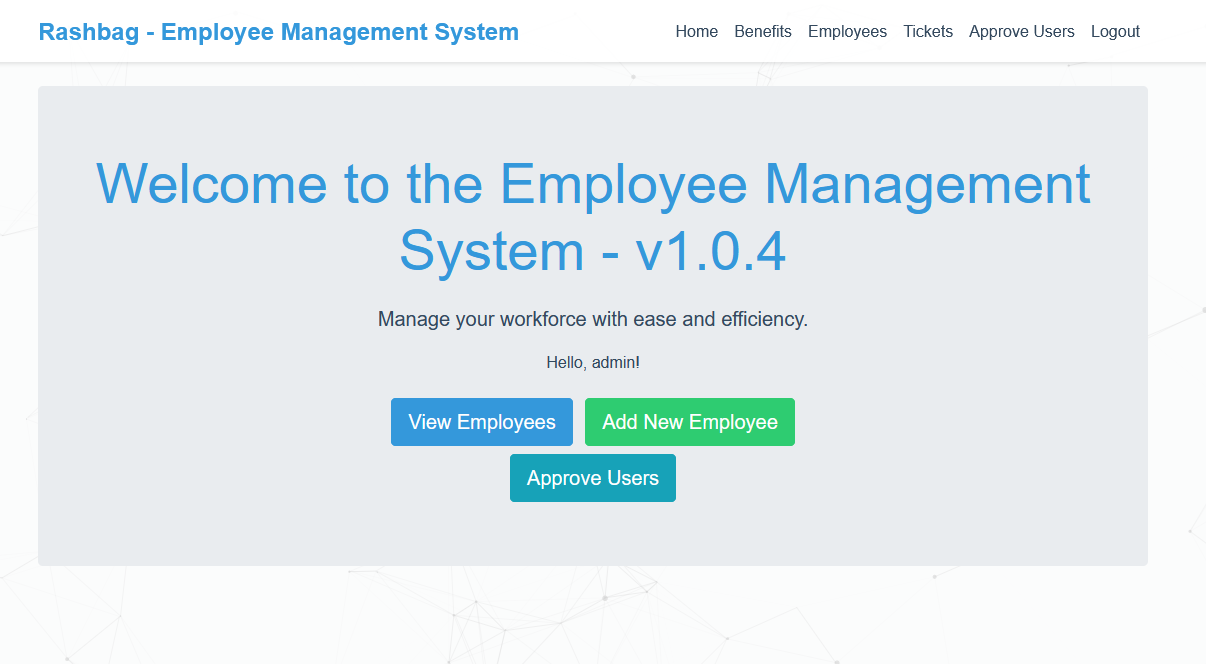 Rashbag - Employee Management System
Home Benefits Employees Tickets Approve Users Logout
Welcome to the Employee Management
System - v1.0.4
Manage your workforce with ease and efficiency.
Hello, admin!
View Employees Add New Employee
Approve Users